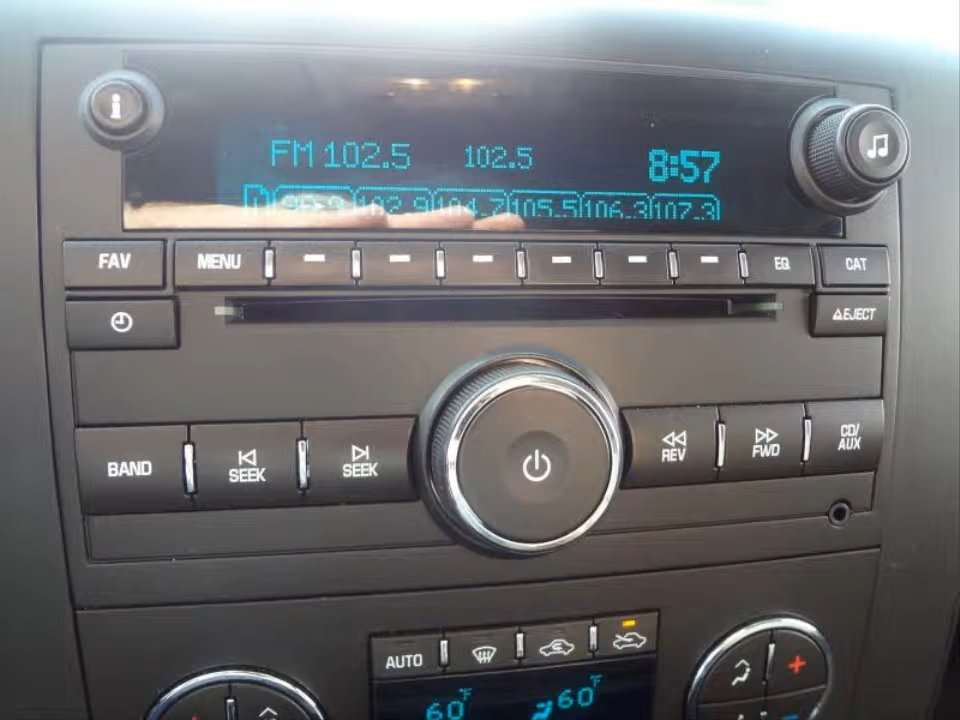 i
FM 102.5 102.5 8:57
102.9 104.7 105.5 106.3 107.3
FAV MENU EQ CAT
EJECT
BAND SEEK SEEK REV FWD CD/
AUX
AUTO
60°F 60°F